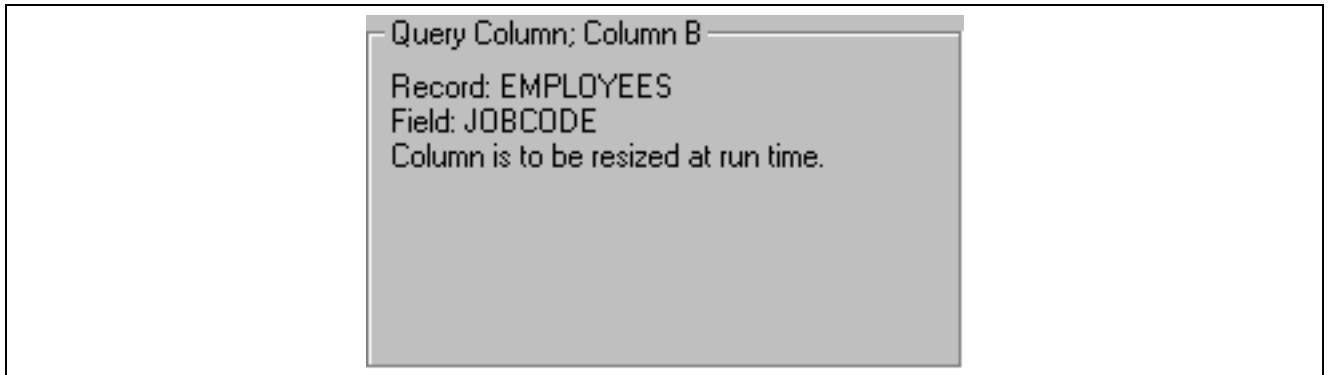 Query Column; Column B
Record: EMPLOYEES
Field: JOBCODE
Column is to be resized at run time.